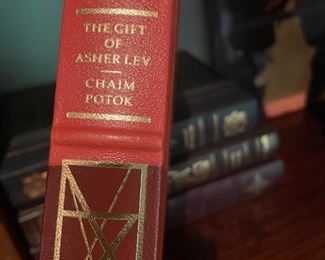 THE GIFT
OF
ASHER LEV
CHAIM
POTOK